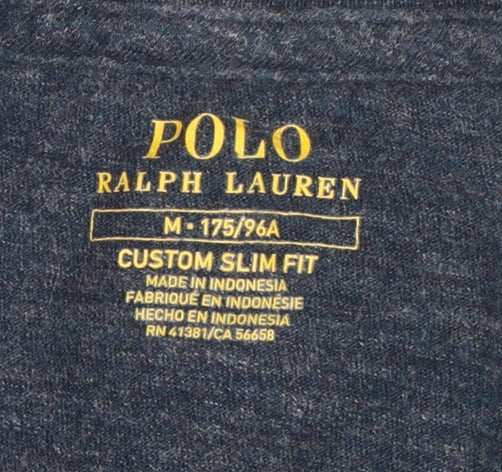 POLO
RALPH LAUREN
M • 175/96A
CUSTOM SLIM FIT
MADE IN INDONESIA
FABRIQUÉ EN INDONÉSIE
HECHO EN INDONESIA
RN 41381/CA 56658